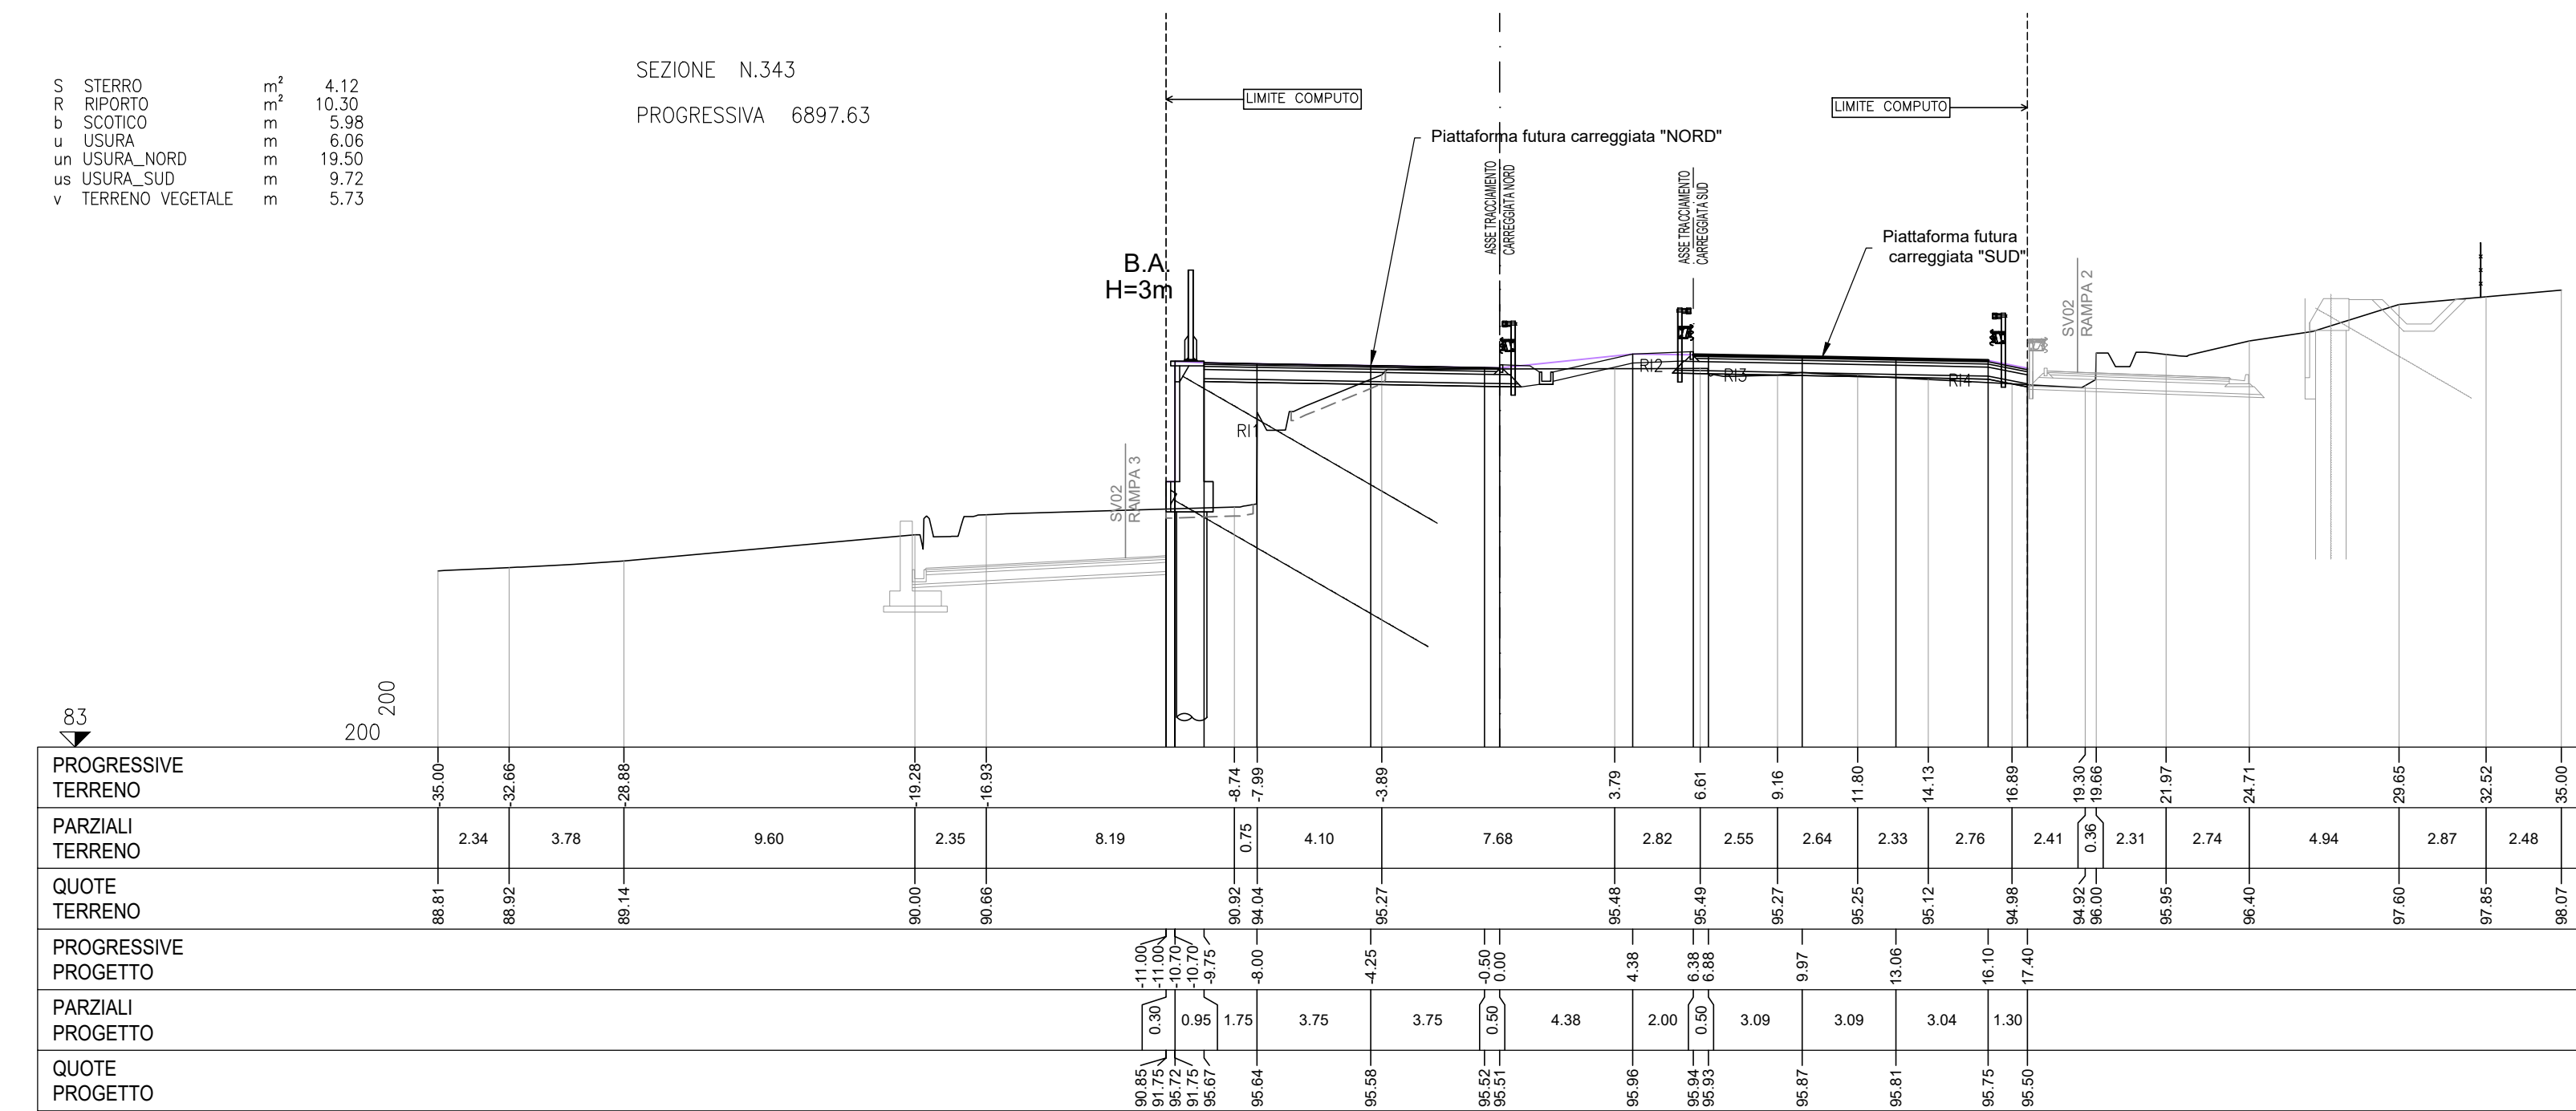 S STERRO m² 4.12
R RIPORTO m² 10.30
b SCOTICO m 5.98
u USURA m 6.06
un USURA_NORD m 19.50
us USURA_SUD m 9.72
v TERRENO VEGETALE m 5.73
SEZIONE N.343
PROGRESSIVA 6897.63
LIMITE COMPUTO
LIMITE COMPUTO
Piattaforma futura carreggiata "NORD"
ASSE TRACCIAMENTO
CARREGGIATA NORD
ASSE TRACCIAMENTO
CARREGGIATA SUD
Piattaforma futura
carreggiata "SUD"
B.A.
H=3m
SV02
RAMPA 2
RI1
RI2
RI3
RI4
SV02
RAMPA 3
83
200
200
PROGRESSIVE
TERRENO
-35.00 -32.66 -28.88 -19.28 -16.93 -8.74 -7.99 -3.89 3.79 6.61 9.16 11.80 14.13 16.89 19.30 19.66 21.97 24.71 29.65 32.52 35.00
PARZIALI
TERRENO
2.34 3.78 9.60 2.35 8.19 0.75 4.10 7.68 2.82 2.55 2.64 2.33 2.76 2.41 0.36 2.31 2.74 4.94 2.87 2.48
QUOTE
TERRENO
88.81 88.92 89.14 90.00 90.66 90.92 94.04 95.27 95.48 95.49 95.27 95.25 95.12 94.98 94.92 96.00 95.95 96.40 97.60 97.85 98.07
PROGRESSIVE
PROGETTO
-11.00 -11.00 -10.70 -10.70 -9.75 -8.00 -4.25 -0.50 0.00 4.38 6.38 6.88 9.97 13.06 16.10 17.40
PARZIALI
PROGETTO
0.30 0.95 1.75 3.75 3.75 0.50 4.38 2.00 0.50 3.09 3.09 3.04 1.30
QUOTE
PROGETTO
90.85 91.75 95.72 91.75 95.67 95.64 95.58 95.52 95.51 95.96 95.94 95.93 95.87 95.81 95.75 95.50